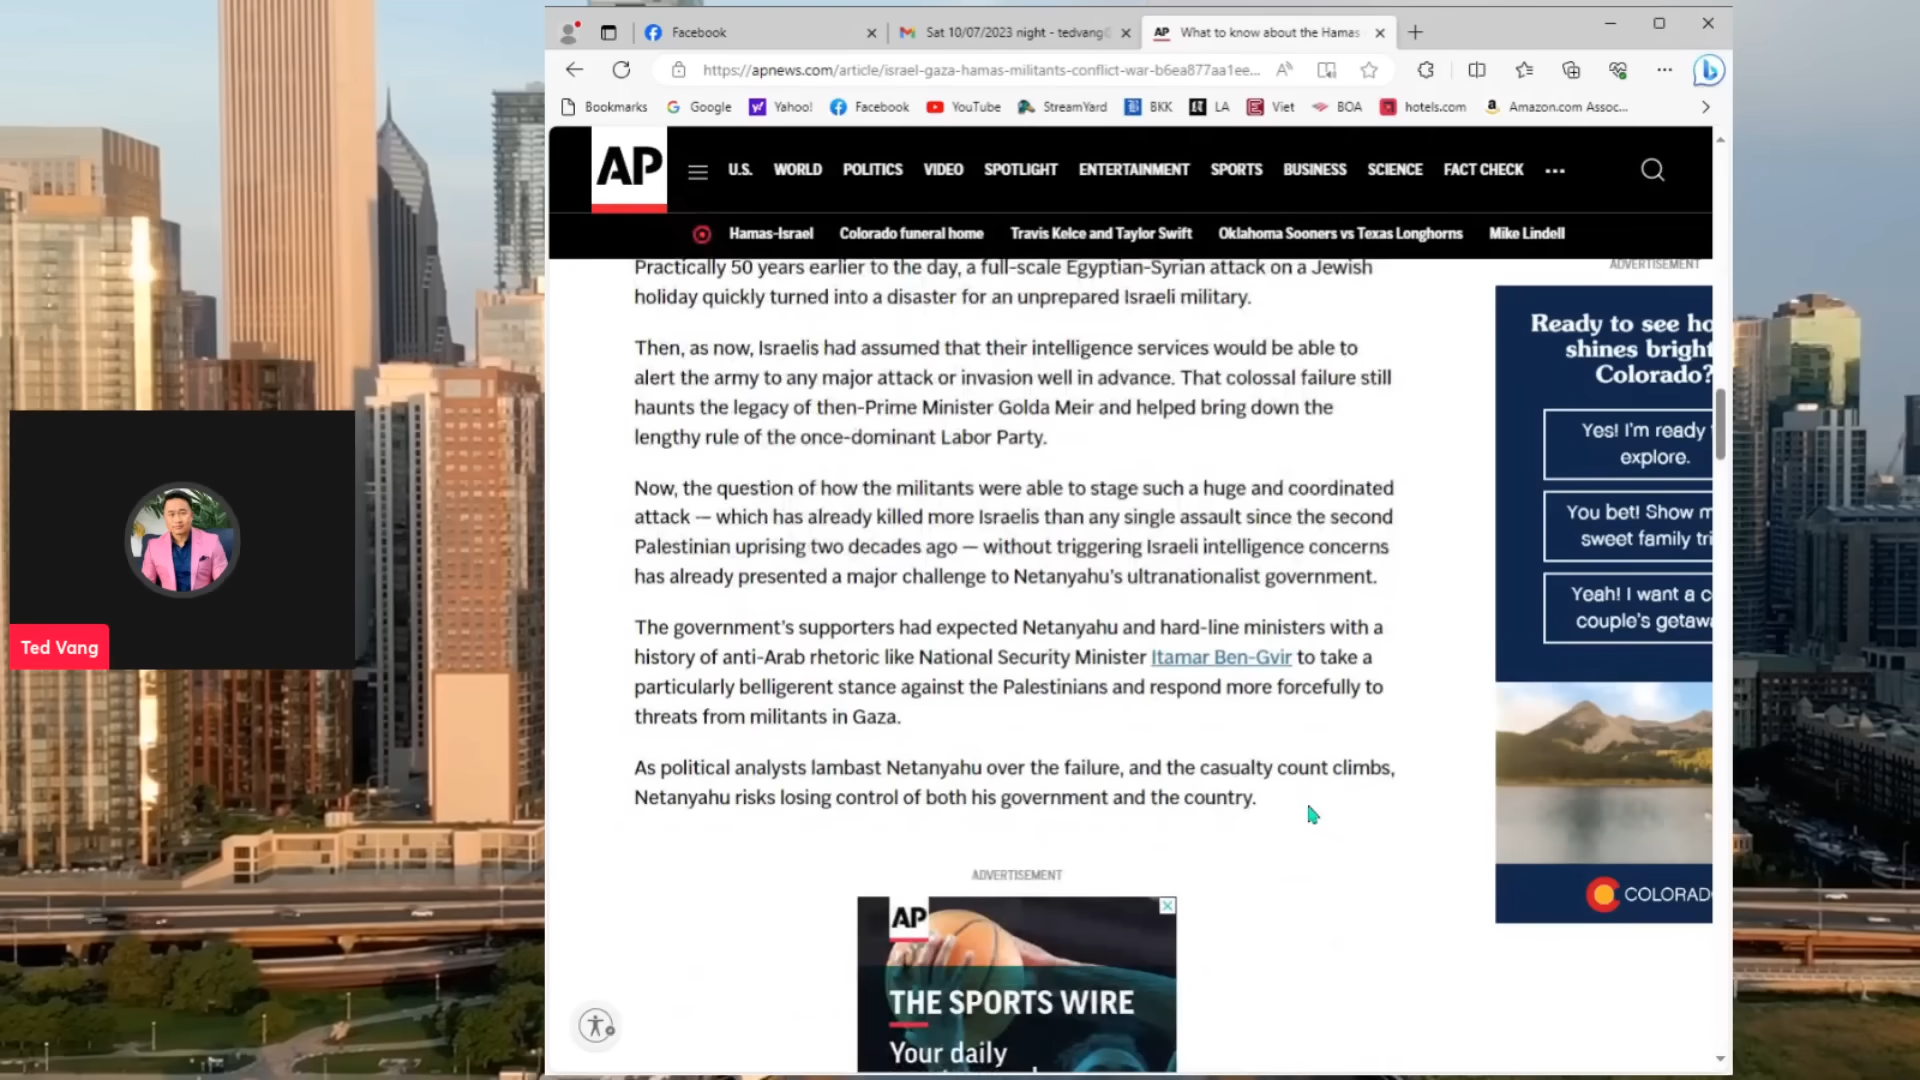 Facebook
Sat 10/07/2023 night - tedvang
What to know about the Hamas
https://apnews.com/article/israel-gaza-hamas-militants-conflict-war-b6ea877aa1ee...
Bookmarks
Google
Yahoo!
Facebook
YouTube
StreamYard
BKK
LA
Viet
BOA
hotels.com
Amazon.com Assoc...
AP
U.S.
WORLD
POLITICS
VIDEO
SPOTLIGHT
ENTERTAINMENT
SPORTS
BUSINESS
SCIENCE
FACT CHECK
Hamas-Israel
Colorado funeral home
Travis Kelce and Taylor Swift
Oklahoma Sooners vs Texas Longhorns
Mike Lindell
Practically 50 years earlier to the day, a full-scale Egyptian-Syrian attack on a Jewish
holiday quickly turned into a disaster for an unprepared Israeli military.
Then, as now, Israelis had assumed that their intelligence services would be able to
alert the army to any major attack or invasion well in advance. That colossal failure still
haunts the legacy of then-Prime Minister Golda Meir and helped bring down the
lengthy rule of the once-dominant Labor Party.
Now, the question of how the militants were able to stage such a huge and coordinated
attack — which has already killed more Israelis than any single assault since the second
Palestinian uprising two decades ago — without triggering Israeli intelligence concerns
has already presented a major challenge to Netanyahu's ultranationalist government.
The government's supporters had expected Netanyahu and hard-line ministers with a
history of anti-Arab rhetoric like National Security Minister Itamar Ben-Gvir to take a
particularly belligerent stance against the Palestinians and respond more forcefully to
threats from militants in Gaza.
As political analysts lambast Netanyahu over the failure, and the casualty count climbs,
Netanyahu risks losing control of both his government and the country.
ADVERTISEMENT
AP
THE SPORTS WIRE
Your daily
ADVERTISEMENT
Ready to see ho
shines bright
Colorado?
Yes! I'm ready
explore.
You bet! Show m
sweet family tri
Yeah! I want a c
couple's getaw
COLORAD
Ted Vang